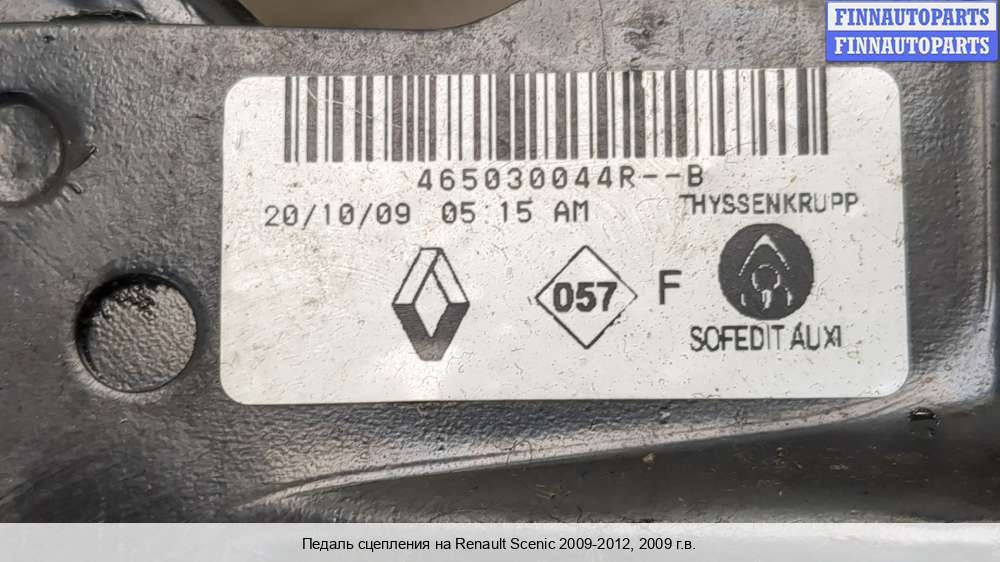 FINNAUTOPARTS
FINNAUTOPARTS
465030044R--B
20/10/09 05:15 AM THYSSENKRUPP
057 F
SOFEDIT AUXI
Педаль сцепления на Renault Scenic 2009-2012, 2009 г.в.